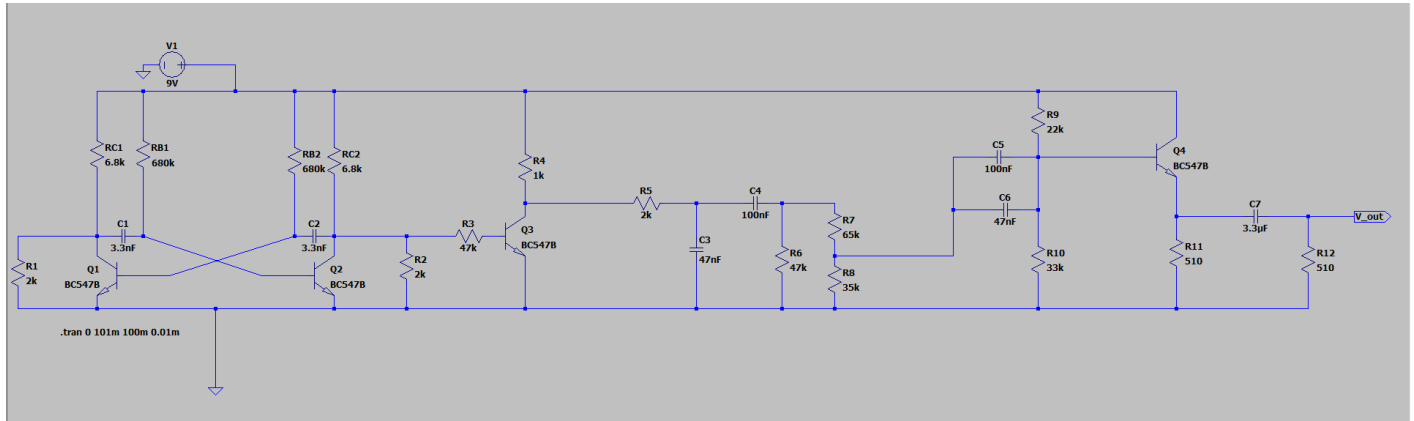 V1
9V
RC1
6.8k
RB1
680k
RB2
680k
RC2
6.8k
R4
1k
R9
22k
C5
100nF
Q4
BC547B
C1
3.3nF
C2
3.3nF
R3
47k
Q3
BC547B
R5
2k
C4
100nF
C6
47nF
C7
3.3µF
V_out
R1
2k
Q1
BC547B
Q2
BC547B
R2
2k
C3
47nF
R6
47k
R7
65k
R8
35k
R10
33k
R11
510
R12
510
.tran 0 101m 100m 0.01m